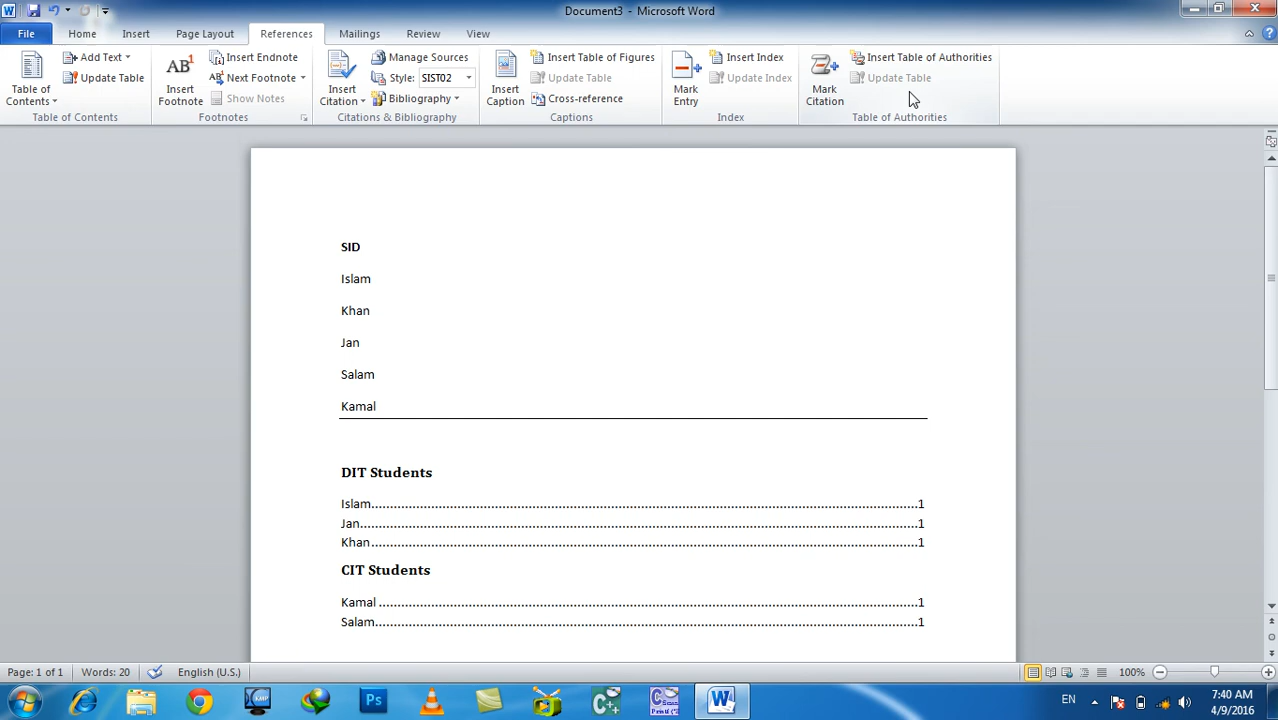 Document3 - Microsoft Word
File Home Insert Page Layout References Mailings Review View
Add Text
Update Table
Table of Contents
Table of Contents
AB1
Insert Footnote
Insert Endnote
AB Next Footnote
Show Notes
Footnotes
Insert Citation
Manage Sources
Style: SIST02
Bibliography
Citations & Bibliography
Insert Caption
Insert Table of Figures
Update Table
Cross-reference
Captions
Mark Entry
Insert Index
Update Index
Index
Mark Citation
Insert Table of Authorities
Update Table
Table of Authorities
SID
Islam
Khan
Jan
Salam
Kamal
DIT Students
Islam...........1
Jan...........1
Khan...........1
CIT Students
Kamal ...........1
Salam...........1
Page: 1 of 1 Words: 20 English (U.S.) 100%
EN 7:40 AM
4/9/2016